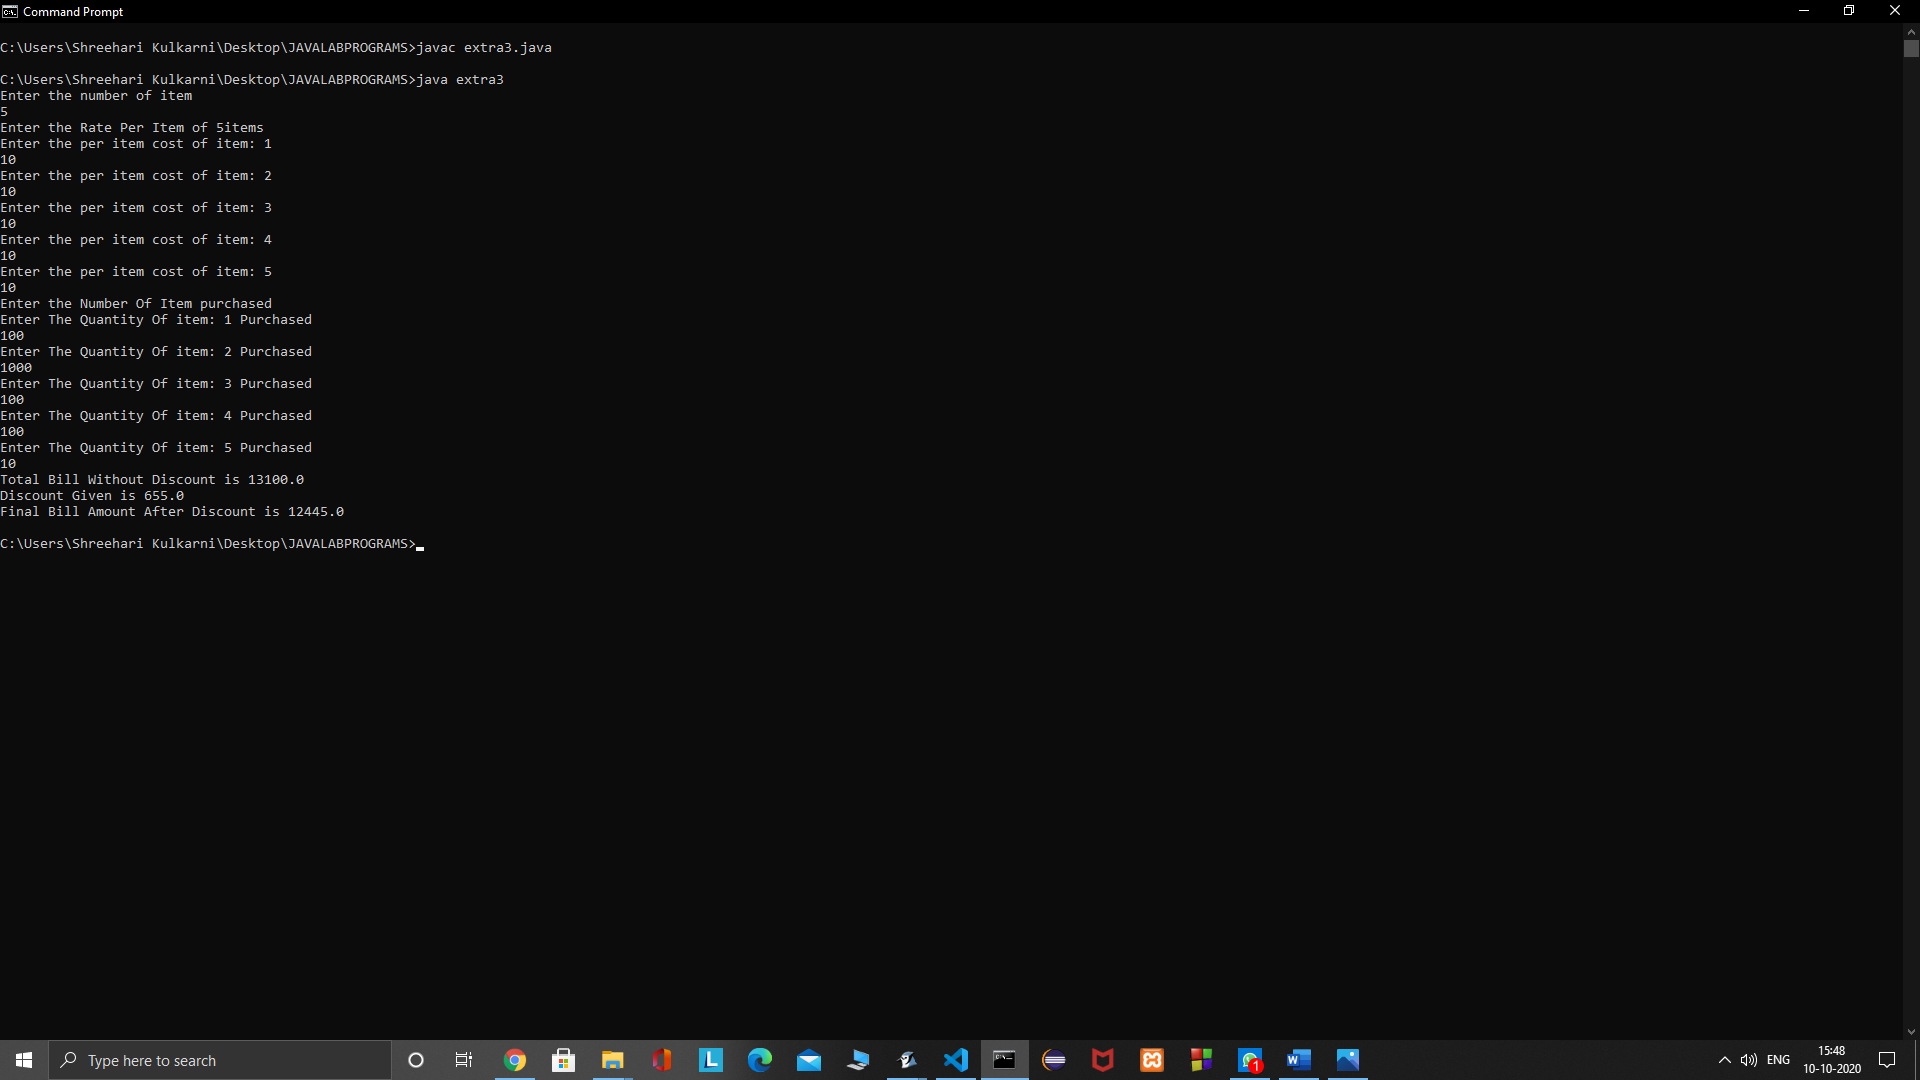 Command Prompt
C:\Users\Shreehari Kulkarni\Desktop\JAVALABPROGRAMS>javac extra3.java
C:\Users\Shreehari Kulkarni\Desktop\JAVALABPROGRAMS>java extra3
Enter the number of item
5
Enter the Rate Per Item of 5items
Enter the per item cost of item: 1
10
Enter the per item cost of item: 2
10
Enter the per item cost of item: 3
10
Enter the per item cost of item: 4
10
Enter the per item cost of item: 5
10
Enter the Number Of Item purchased
Enter The Quantity Of item: 1 Purchased
100
Enter The Quantity Of item: 2 Purchased
1000
Enter The Quantity Of item: 3 Purchased
100
Enter The Quantity Of item: 4 Purchased
100
Enter The Quantity Of item: 5 Purchased
10
Total Bill Without Discount is 13100.0
Discount Given is 655.0
Final Bill Amount After Discount is 12445.0
C:\Users\Shreehari Kulkarni\Desktop\JAVALABPROGRAMS>
Type here to search
L
1
W
ENG
15:48
10-10-2020